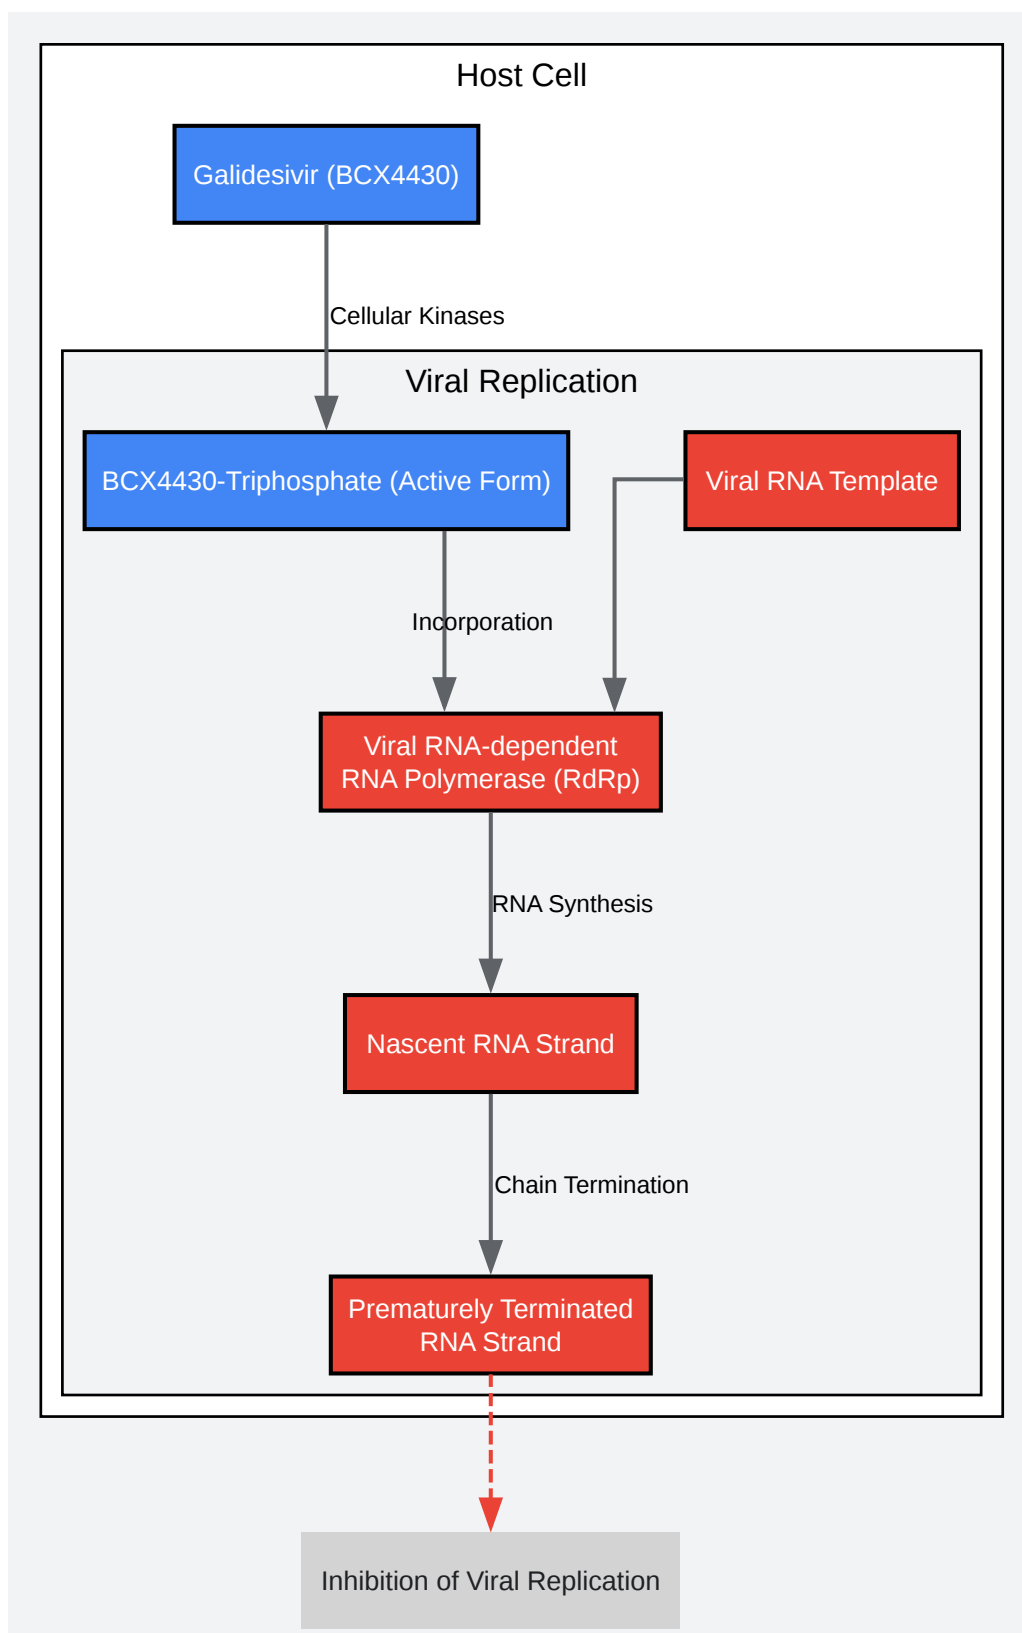 Host Cell
Galidesivir (BCX4430)
Cellular Kinases
Viral Replication
BCX4430-Triphosphate (Active Form)
Viral RNA Template
Incorporation
Viral RNA-dependent
RNA Polymerase (RdRp)
RNA Synthesis
Nascent RNA Strand
Chain Termination
Prematurely Terminated
RNA Strand
Inhibition of Viral Replication